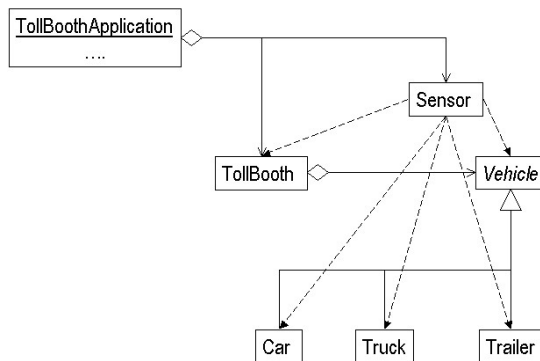 TollBoothApplication
....
Sensor
TollBooth
Vehicle
Car
Truck
Trailer